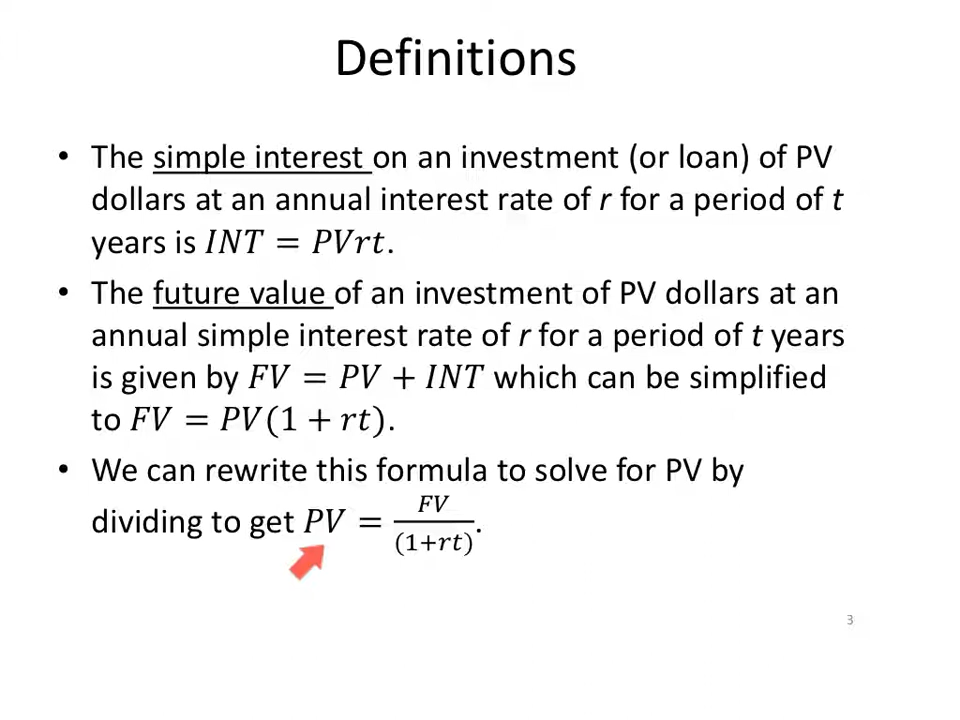 Definitions
• The simple interest on an investment (or loan) of PV
dollars at an annual interest rate of r for a period of t
years is INT = PVrt.
• The future value of an investment of PV dollars at an
annual simple interest rate of r for a period of t years
is given by FV = PV + INT which can be simplified
to FV = PV(1 + rt).
• We can rewrite this formula to solve for PV by
dividing to get PV = FV/(1+rt).
3